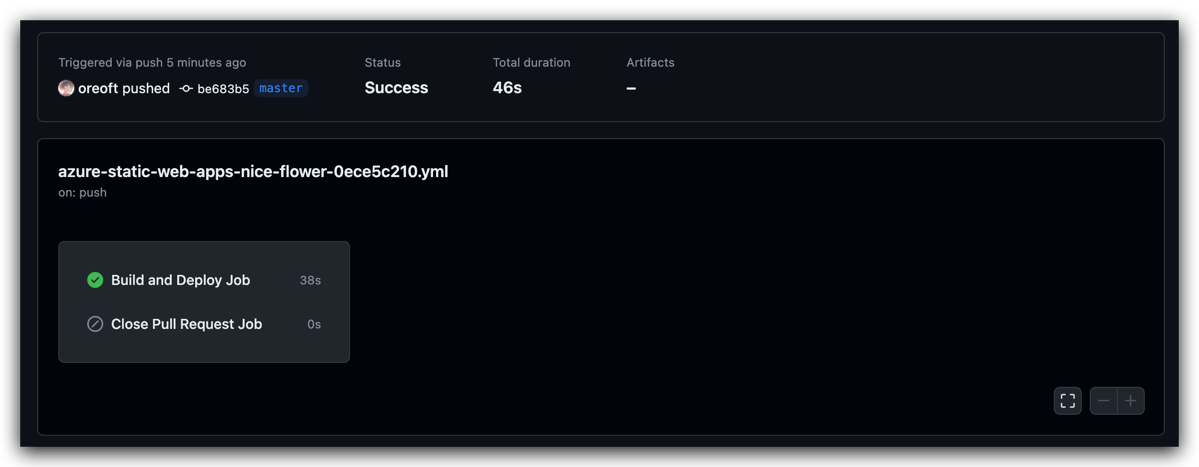 Triggered via push 5 minutes ago
oreoft pushed be683b5 master
Status
Success
Total duration
46s
Artifacts
–
azure-static-web-apps-nice-flower-0ece5c210.yml
on: push
Build and Deploy Job 38s
Close Pull Request Job 0s